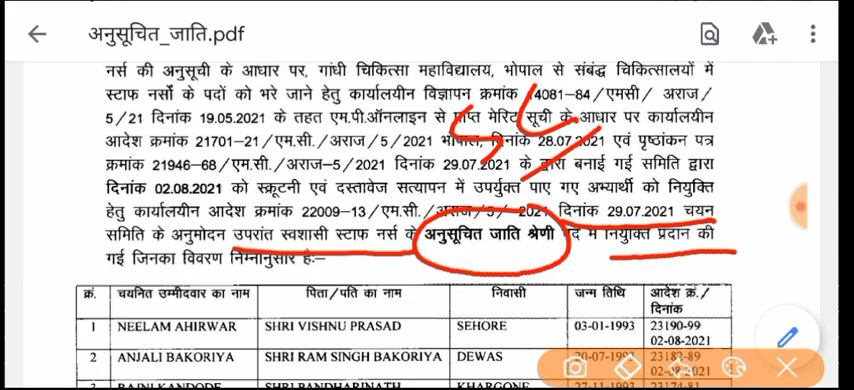 अनुसूचित_जाति.pdf
नर्स की अनुसूची के आधार पर, गांधी चिकित्सा महाविद्यालय, भोपाल से संबंद्ध चिकित्सालयों में
स्टाफ नर्सो के पदों को भरे जाने हेतु कार्यालयीन विज्ञापन क्रमांक 14081-84/एमसी/ अराज/
5/21 दिनांक 19.05.2021 के तहत एम.पी.ऑनलाइन से प्राप्त मेरिट सूची के आधार पर कार्यालयीन
आदेश क्रमांक 21701-21/एम.सी./अराज/5/2021 भोपाल, दिनांक 28.07.2021 एवं पृष्ठांकन पत्र
क्रमांक 21946-68/एम.सी./अराज-5/2021 दिनांक 29.07.2021 के द्वारा बनाई गई समिति द्वारा
दिनांक 02.08.2021 को स्क्रूटनी एवं दस्तावेज सत्यापन में उपर्युक्त पाए गए अभ्यार्थी को नियुक्ति
हेतु कार्यालयीन आदेश क्रमांक 22009-13/एम.सी./अराज/5/-2021 दिनांक 29.07.2021 चयन
समिति के अनुमोदन उपरांत स्वशासी स्टाफ नर्स के अनुसूचित जाति श्रेणी पद में नियुक्ति प्रदान की
गई जिनका विवरण निम्नानुसार है:-
क्रं. चयनित उम्मीदवार का नाम पिता/पति का नाम निवासी जन्म तिथि आदेश क्र./
दिनांक
1 NEELAM AHIRWAR SHRI VISHNU PRASAD SEHORE 03-01-1993 23190-99
02-08-2021
2 ANJALI BAKORIYA SHRI RAM SINGH BAKORIYA DEWAS 20-07-1992 23182-89
02-08-2021